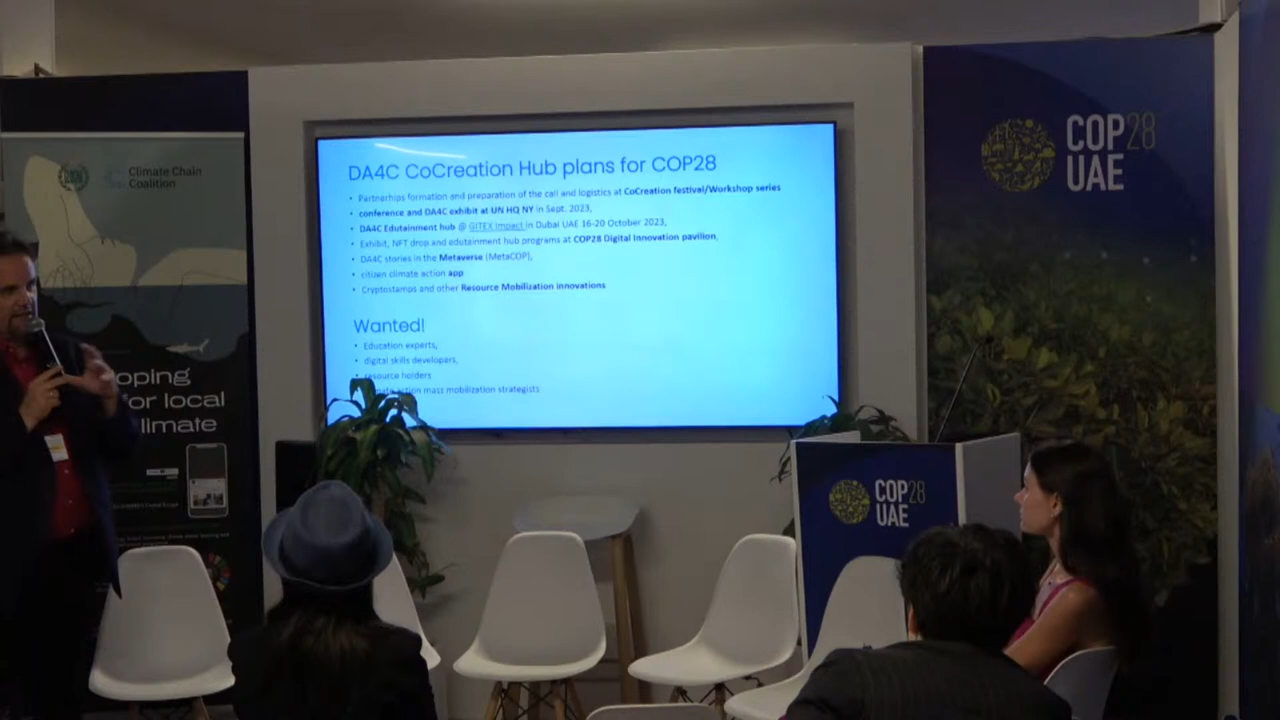 DA4C CoCreation Hub plans for COP28
• Partnerhips formation and preparation of the call and logistics at CoCreation festival/Workshop series
• conference and DA4C exhibit at UN HQ NY in Sept. 2023,
• DA4C Edutainment hub @ GITEX Impact in Dubai UAE 16-20 October 2023,
• Exhibit, NFT drop and edutainment hub programs at COP28 Digital Innovation pavilion,
• DA4C stories in the Metaverse (MetaCOP),
• citizen climate action app
• Cryptostamps and other Resource Mobilization innovations
Wanted!
• Education experts,
• digital skills developers,
• resource holders
action mass mobilization strategists
Climate Chain
Coalition
oping
or local
limate
COP28
UAE
COP28
UAE